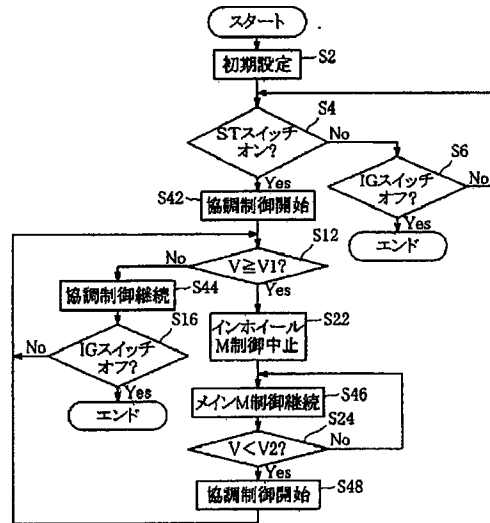 スタート
初期設定
S2
STスイッチ
オン?
S4
No
Yes
IGスイッチ
オフ?
S6
No
Yes
エンド
S42
協調制御開始
V≧V1?
S12
No
Yes
協調制御継続
S44
IGスイッチ
オフ?
S16
No
Yes
エンド
インホイール
M制御中止
S22
メインM制御継続
S46
V<V2?
S24
No
Yes
協調制御開始
S48